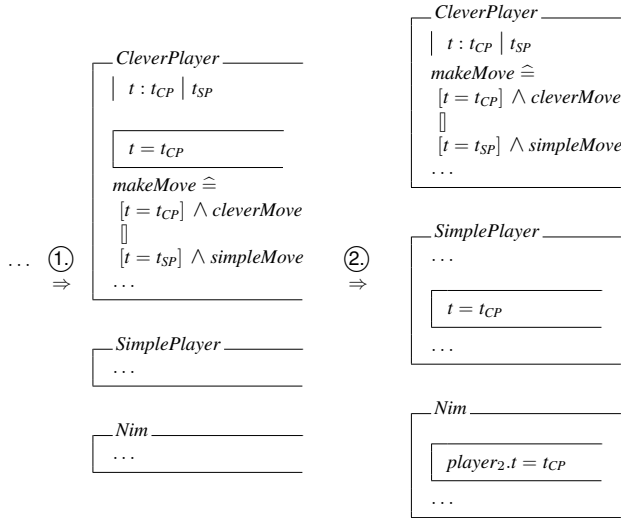 … ①. ⇒
CleverPlayer
t : t_CP | t_SP
t = t_CP
makeMove ≙
[t = t_CP] ∧ cleverMove
[]
[t = t_SP] ∧ simpleMove
…
SimplePlayer
…
Nim
…
②. ⇒
CleverPlayer
t : t_CP | t_SP
makeMove ≙
[t = t_CP] ∧ cleverMove
[]
[t = t_SP] ∧ simpleMove
…
SimplePlayer
…
t = t_CP
…
Nim
player₂.t = t_CP
…